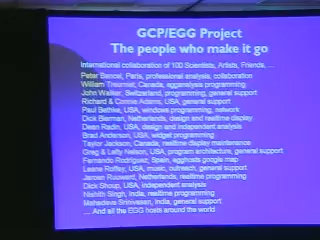 GCP/EGG Project
The people who make it go
International collaboration of 100 Scientists, Artists, Friends, ...
Peter Bancel, Paris, professional analysis, collaboration
William Treurniet, Canada, agganalysis programming
John Walker, Switzerland, programming, general support
Richard & Connie Adams, USA, general support
Paul Bethke, USA, windows programming, network
Dick Bierman, Netherlands, design and realtime display
Dean Radin, USA, design and independent analysis
Brad Anderson, USA, widget programming
Taylor Jackson, Canada, realtime display maintenance
Greg & Lefty Nelson, USA, program architecture, general support
Fernando Rodríguez, Spain, egghosts google map
Leane Roffey, USA, music, outreach, general support
Jaroen Ruuward, Netherlands, realtime programming
Dick Shoup, USA, independent analysis
Nishith Singh, India, realtime programming
Mahadeva Srinivasan, India, general support
... And all the EGG hosts around the world